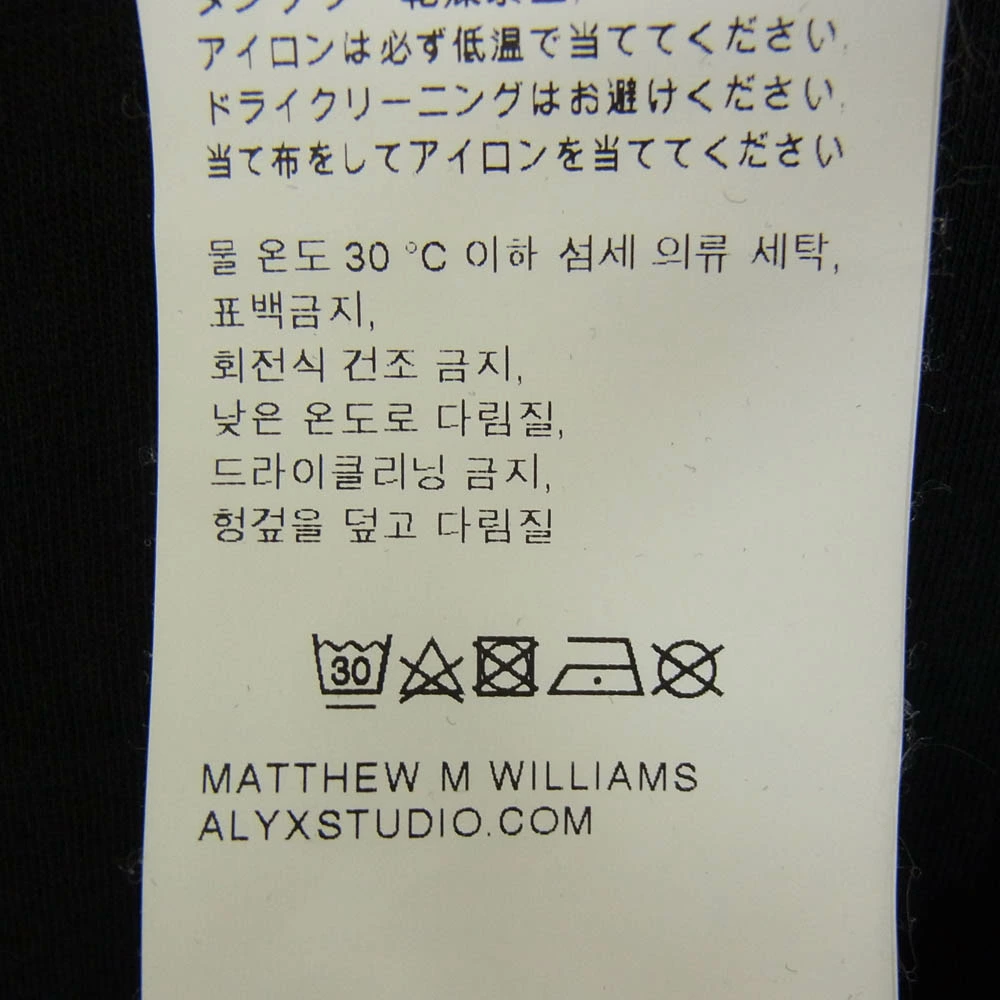 アイロンは必ず低温で当ててください,
ドライクリーニングはお避けください,
当て布をしてアイロンを当ててください
물 온도 30 °C 이하 섬세 의류 세탁,
표백금지,
회전식 건조 금지,
낮은 온도로 다림질,
드라이클리닝 금지,
헝겊을 덮고 다림질
30
MATTHEW M WILLIAMS
ALYXSTUDIO.COM